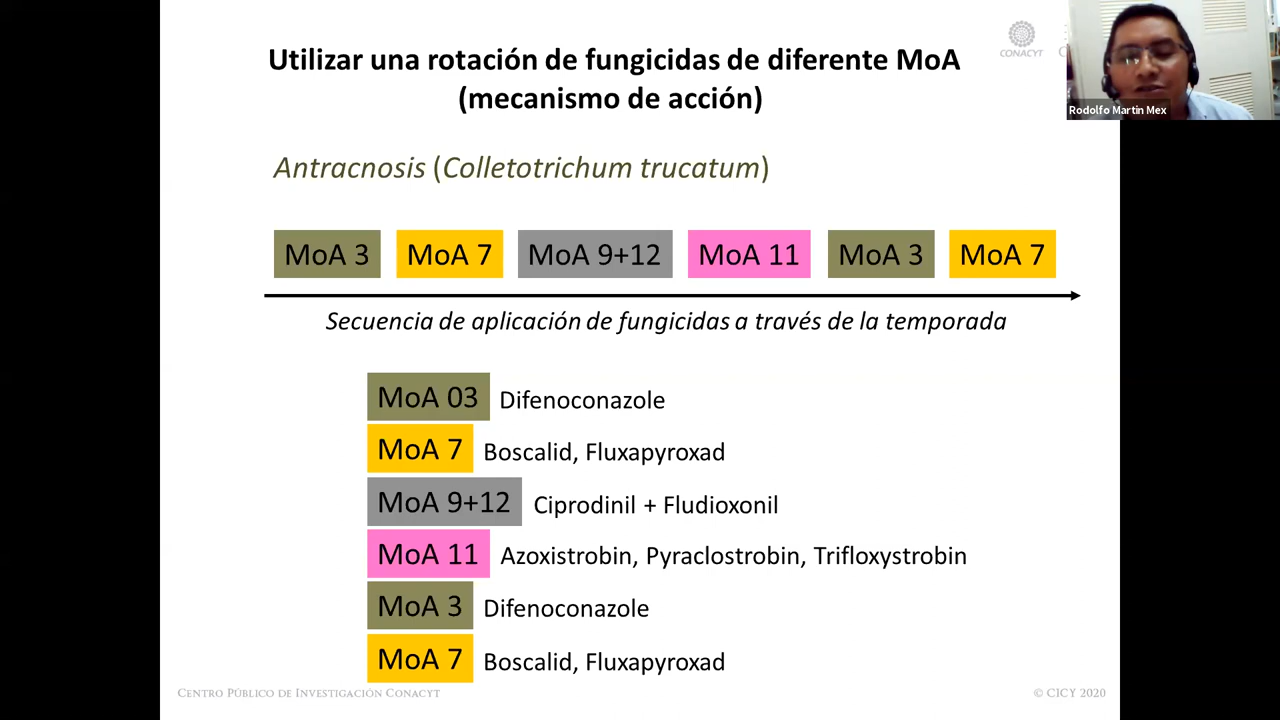 Utilizar una rotación de fungicidas de diferente MoA
(mecanismo de acción)
CONACYT
Rodolfo Martin Mex
Antracnosis (Colletotrichum trucatum)
MoA 3 MoA 7 MoA 9+12 MoA 11 MoA 3 MoA 7
Secuencia de aplicación de fungicidas a través de la temporada
MoA 03 Difenoconazole
MoA 7 Boscalid, Fluxapyroxad
MoA 9+12 Ciprodinil + Fludioxonil
MoA 11 Azoxistrobin, Pyraclostrobin, Trifloxystrobin
MoA 3 Difenoconazole
MoA 7 Boscalid, Fluxapyroxad
CENTRO PÚBLICO DE INVESTIGACIÓN CONACYT
© CICY 2020